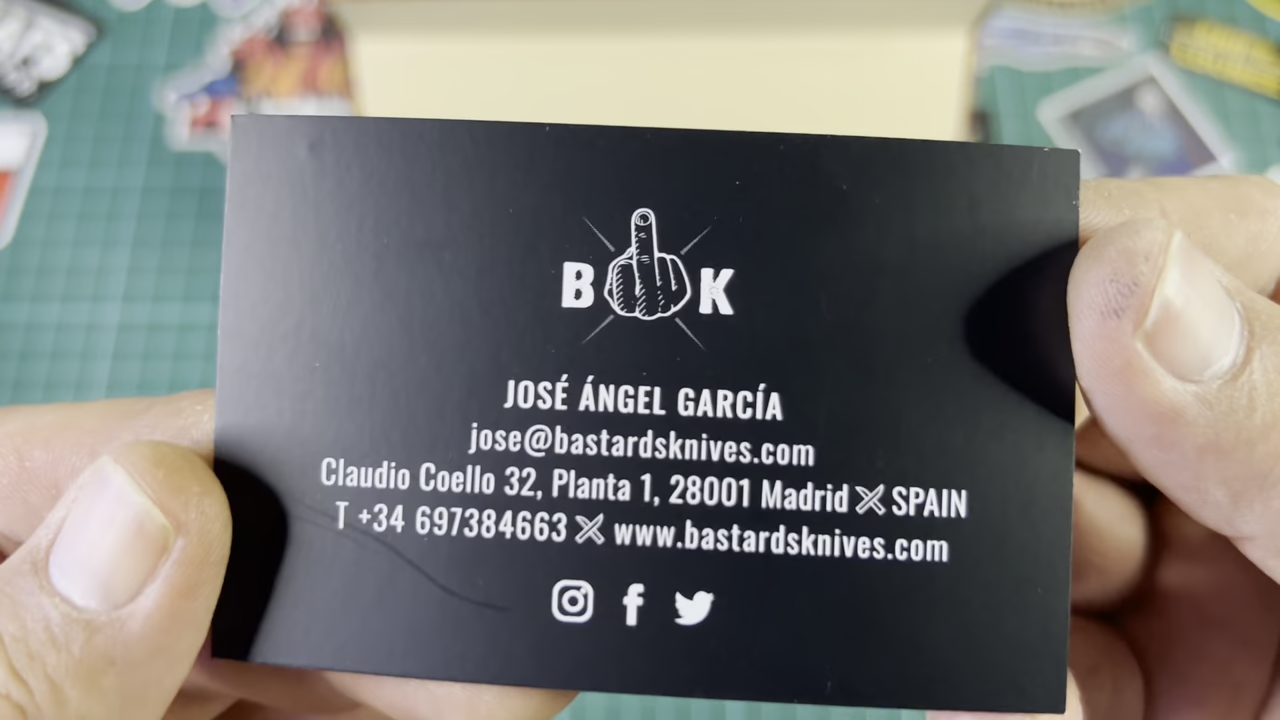 B K
JOSÉ ÁNGEL GARCÍA
jose@bastardsknives.com
Claudio Coello 32, Planta 1, 28001 Madrid SPAIN
T +34 697384663 www.bastardsknives.com